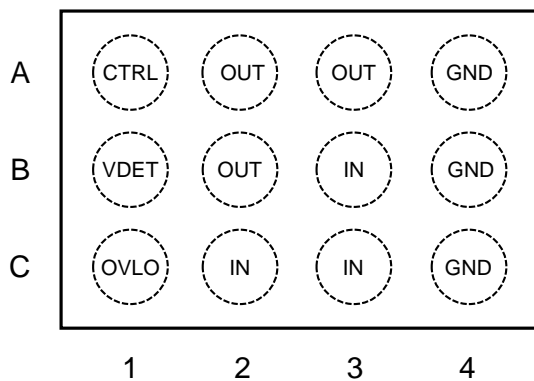 A CTRL OUT OUT GND
B VDET OUT IN GND
C OVLO IN IN GND
1 2 3 4